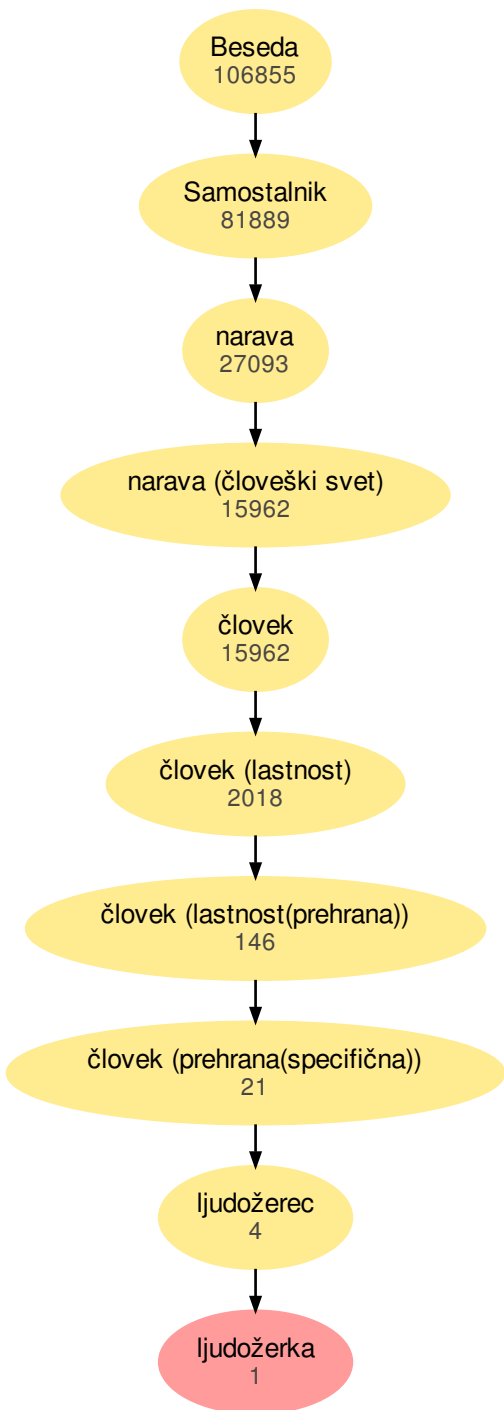 Beseda
106855
Samostalnik
81889
narava
27093
narava (človeški svet)
15962
človek
15962
človek (lastnost)
2018
človek (lastnost(prehrana))
146
človek (prehrana(specifična))
21
ljudožerec
4
ljudožerka
1